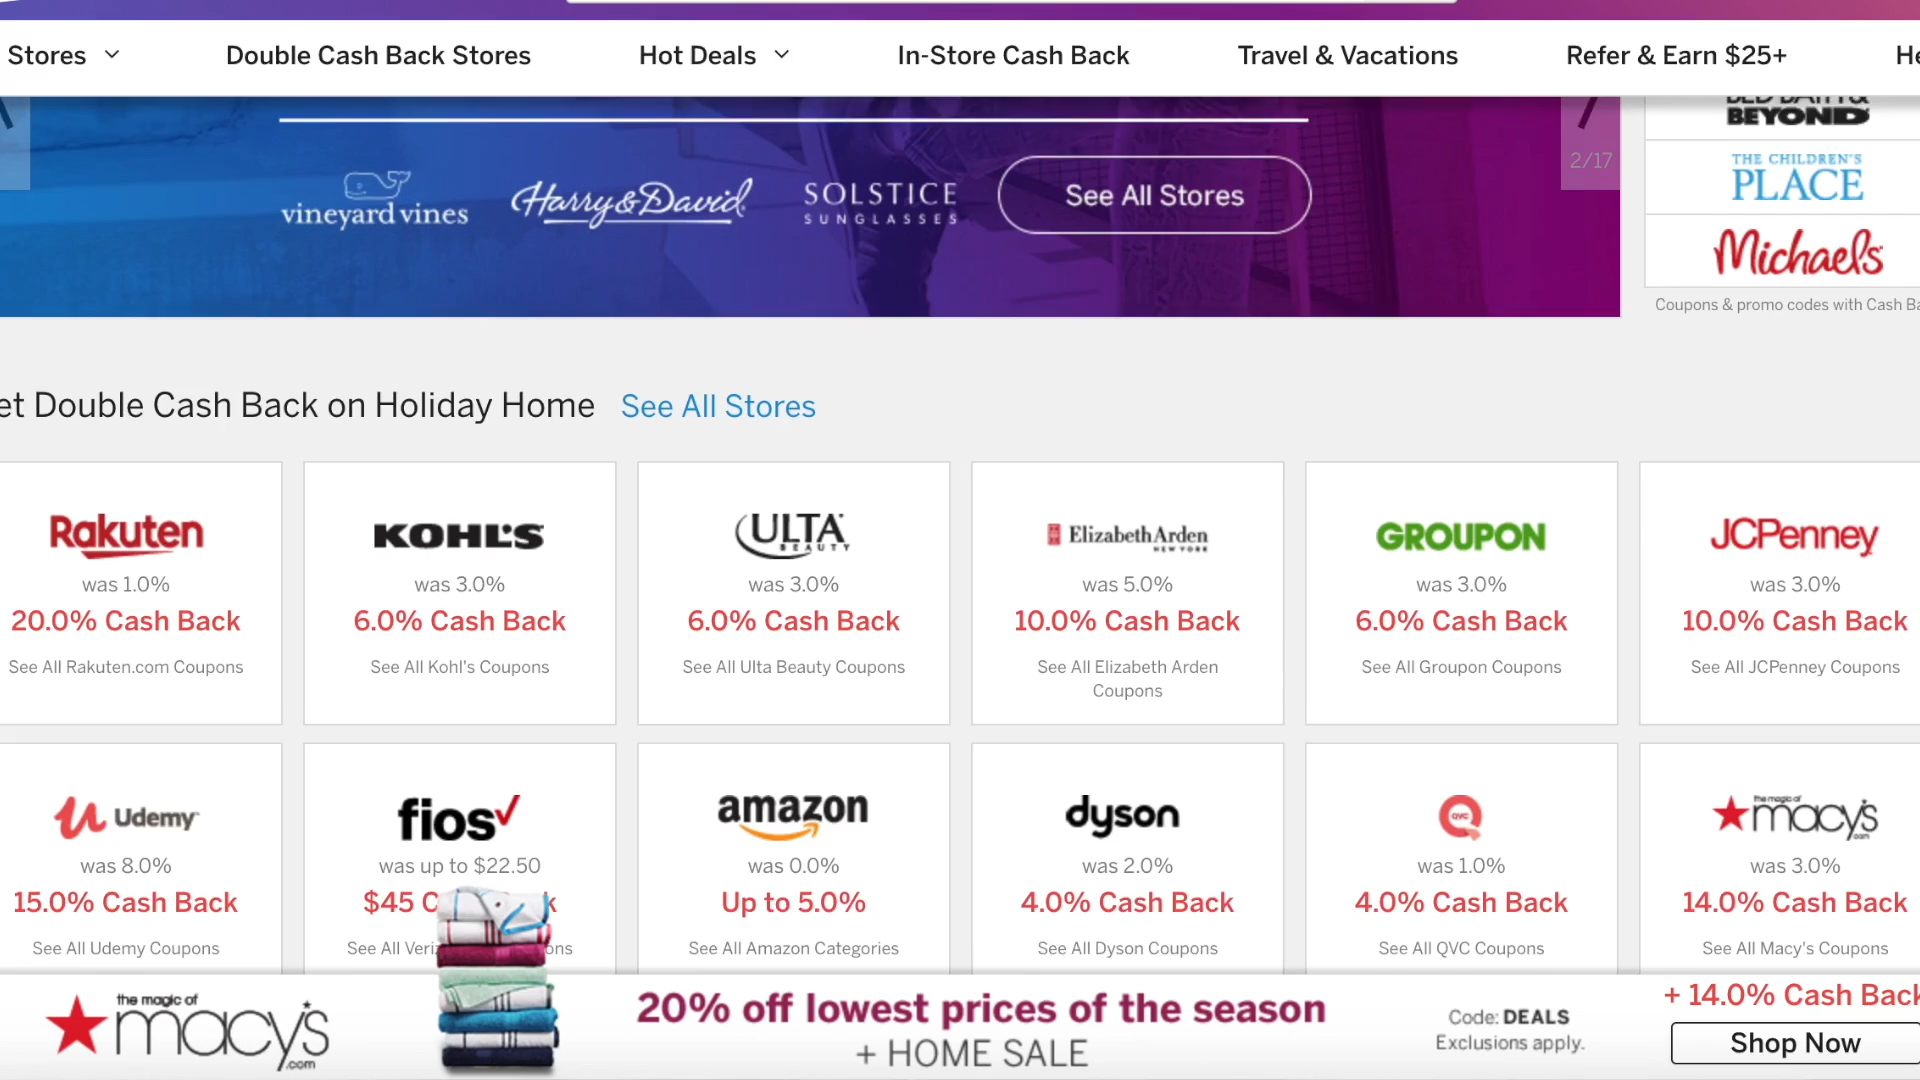 Stores
Double Cash Back Stores
Hot Deals
In-Store Cash Back
Travel & Vacations
Refer & Earn $25+
BEYOND
2/17
THE CHILDREN'S
PLACE
vineyard vines
Harry & David
SOLSTICE
SUNGLASSES
See All Stores
Michaels
Coupons & promo codes with Cash Ba
et Double Cash Back on Holiday Home
See All Stores
Rakuten
was 1.0%
20.0% Cash Back
See All Rakuten.com Coupons
KOHL'S
was 3.0%
6.0% Cash Back
See All Kohl's Coupons
ULTA
BEAUTY
was 3.0%
6.0% Cash Back
See All Ulta Beauty Coupons
Elizabeth Arden
NEW YORK
was 5.0%
10.0% Cash Back
See All Elizabeth Arden
Coupons
GROUPON
was 3.0%
6.0% Cash Back
See All Groupon Coupons
JCPenney
was 3.0%
10.0% Cash Back
See All JCPenney Coupons
Udemy
was 8.0%
15.0% Cash Back
See All Udemy Coupons
fios
was up to $22.50
$45 C k
See All Veri ons
amazon
was 0.0%
Up to 5.0%
See All Amazon Categories
dyson
was 2.0%
4.0% Cash Back
See All Dyson Coupons
QVC
was 1.0%
4.0% Cash Back
See All QVC Coupons
the magic of
macy's
.com
was 3.0%
14.0% Cash Back
See All Macy's Coupons
the magic of
macy's
.com
20% off lowest prices of the season
+ HOME SALE
Code: DEALS
Exclusions apply.
+ 14.0% Cash Back
Shop Now